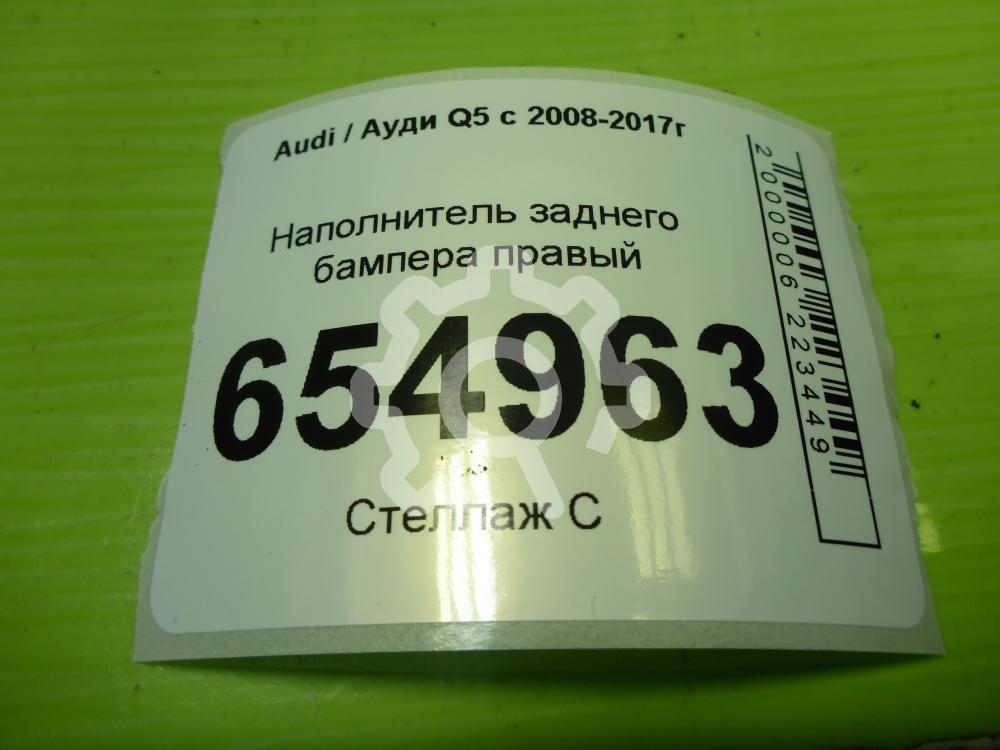 Audi / Ауди Q5 с 2008-2017г
Наполнитель заднего
бампера правый
654963
Стеллаж С
2000006223449